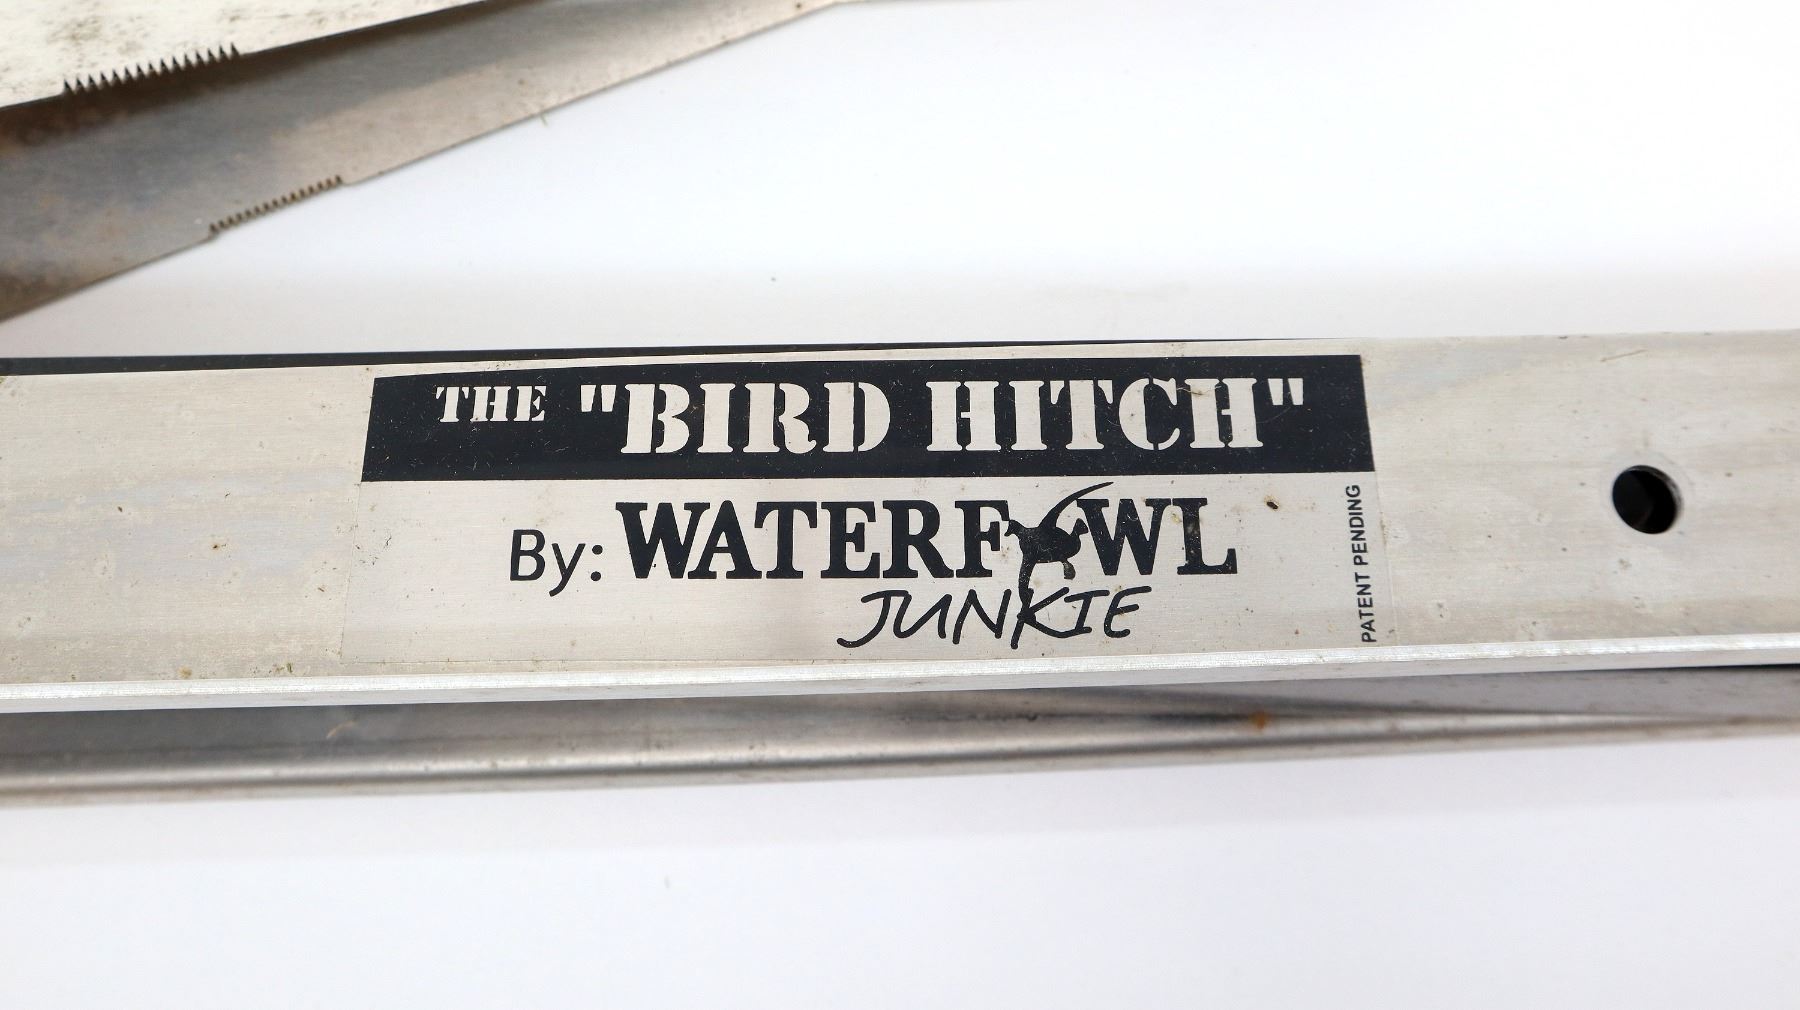 THE "BIRD HITCH"
By: WATERFOWL
JUNKIE
PATENT PENDING